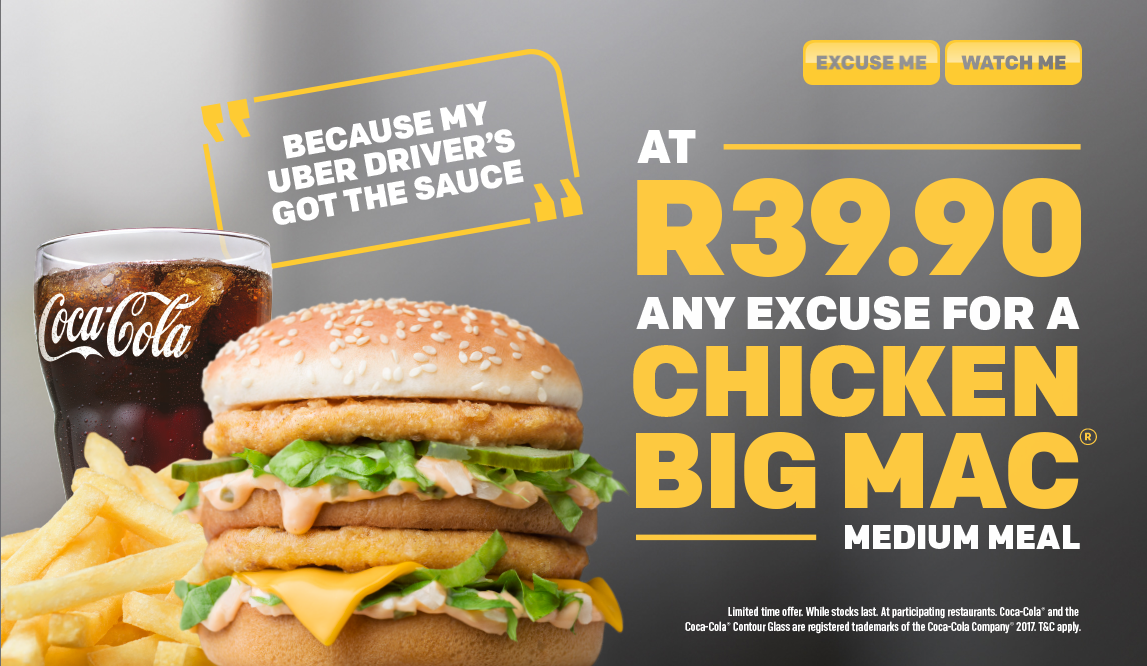 EXCUSE ME WATCH ME
BECAUSE MY
UBER DRIVER'S
GOT THE SAUCE
AT
R39.90
ANY EXCUSE FOR A
CHICKEN
BIG MAC®
MEDIUM MEAL
Coca-Cola
Limited time offer. While stocks last. At participating restaurants. Coca-Cola® and the
Coca-Cola® Contour Glass are registered trademarks of the Coca-Cola Company® 2017. T&C apply.